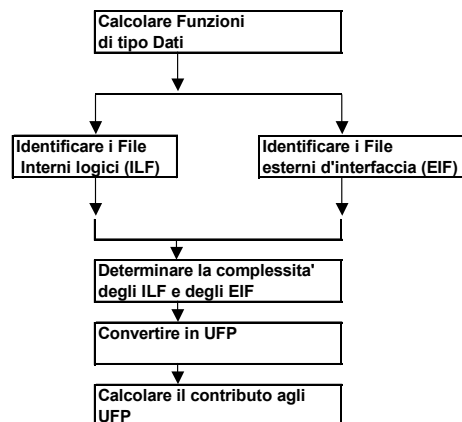 Calcolare Funzioni
di tipo Dati
Identificare i File
Interni logici (ILF)
Identificare i File
esterni d'interfaccia (EIF)
Determinare la complessita'
degli ILF e degli EIF
Convertire in UFP
Calcolare il contributo agli
UFP